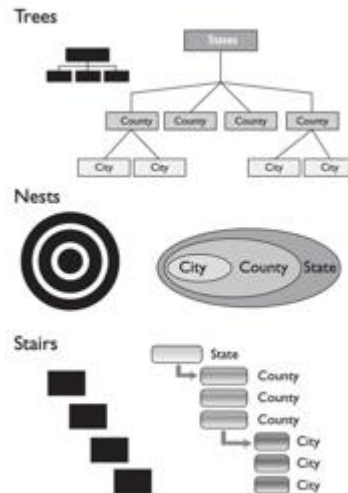 Trees
States
County County County County
City City City City
Nests
City County State
Stairs
State
County
County
County
City
City
City